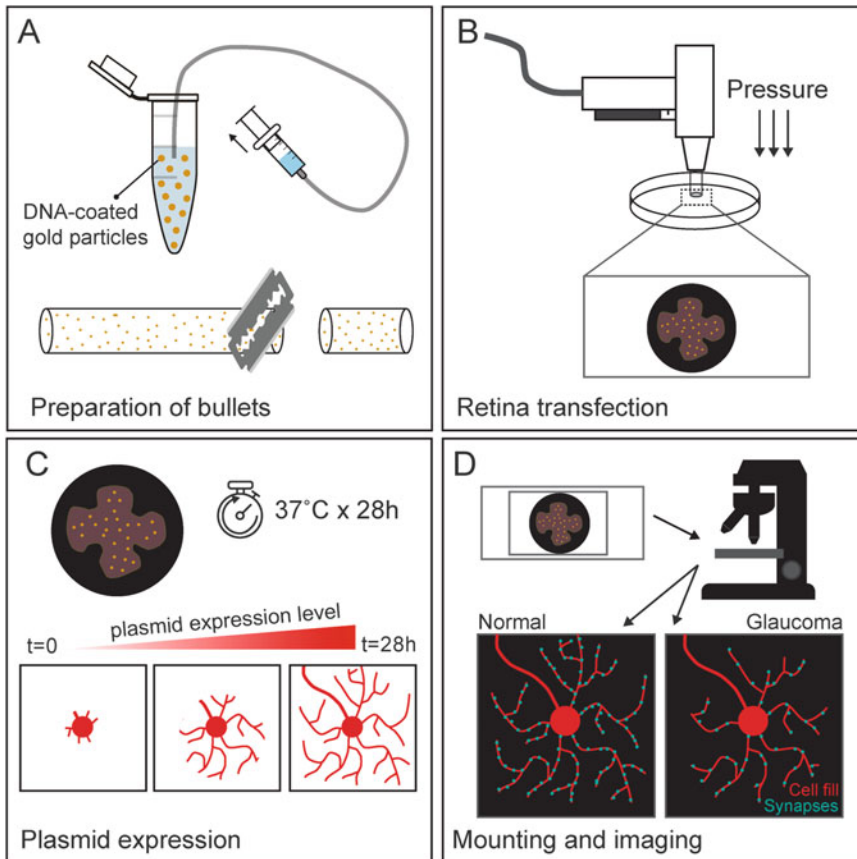 A
DNA-coated
gold particles
Preparation of bullets
B
Pressure
Retina transfection
C
37°C x 28h
plasmid expression level
t=0
t=28h
Plasmid expression
D
Normal
Glaucoma
Cell fill
Synapses
Mounting and imaging